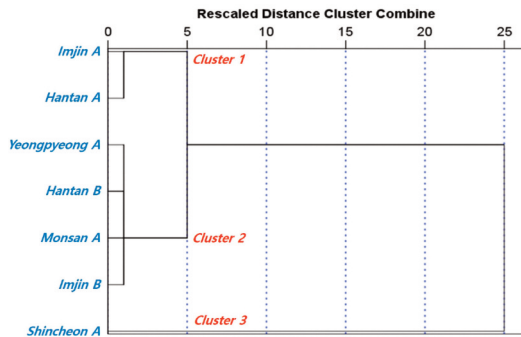 Rescaled Distance Cluster Combine
0 5 10 15 20 25
Imjin A
Cluster 1
Hantan A
Yeongpyeong A
Hantan B
Monsan A
Cluster 2
Imjin B
Cluster 3
Shincheon A